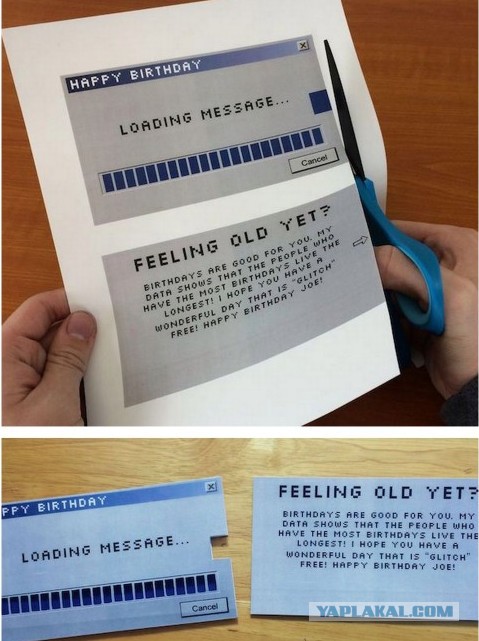 HAPPY BIRTHDAY
LOADING MESSAGE...
Cancel
FEELING OLD YET?
BIRTHDAYS ARE GOOD FOR YOU. MY
DATA SHOWS THAT THE PEOPLE WHO
HAVE THE MOST BIRTHDAYS LIVE THE
LONGEST! I HOPE YOU HAVE A
WONDERFUL DAY THAT IS "GLITCH"
FREE! HAPPY BIRTHDAY JOE!
PPY BIRTHDAY
LOADING MESSAGE...
Cancel
FEELING OLD YET?
BIRTHDAYS ARE GOOD FOR YOU. MY
DATA SHOWS THAT THE PEOPLE WHO
HAVE THE MOST BIRTHDAYS LIVE THE
LONGEST! I HOPE YOU HAVE A
WONDERFUL DAY THAT IS "GLITCH"
FREE! HAPPY BIRTHDAY JOE!
YAPLAKAL.COM